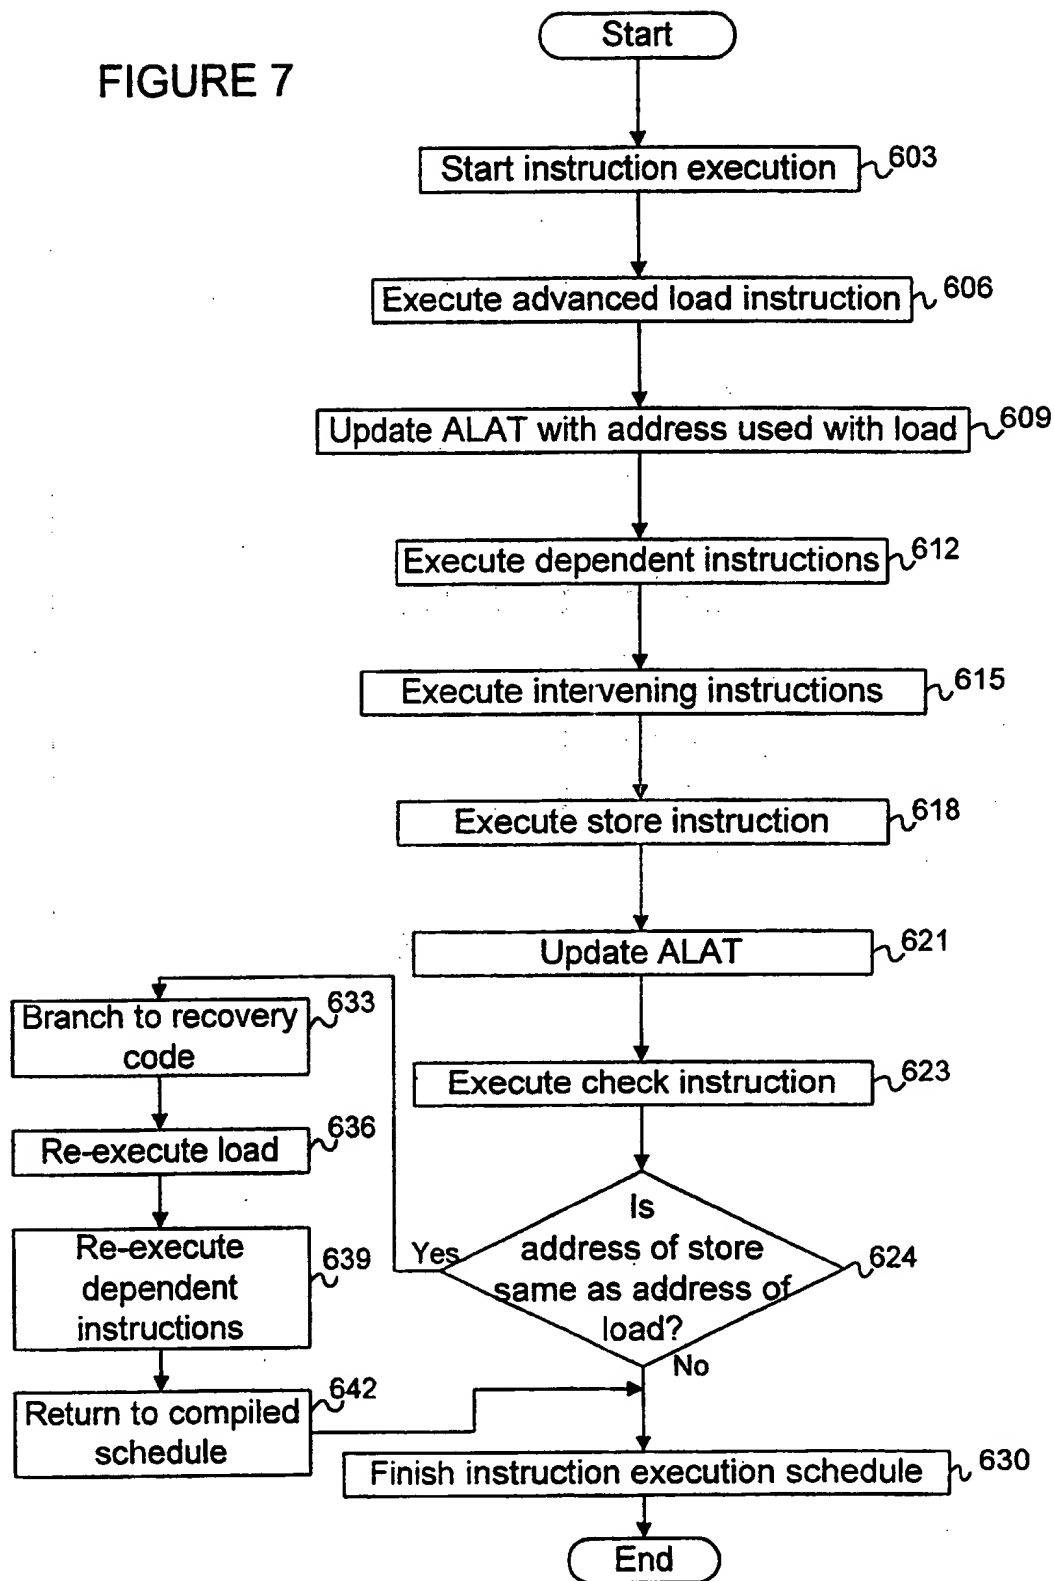 FIGURE 7
Start
Start instruction execution 603
Execute advanced load instruction 606
Update ALAT with address used with load 609
Execute dependent instructions 612
Execute intervening instructions 615
Execute store instruction 618
Update ALAT 621
Execute check instruction 623
Is
address of store
same as address of
load?
624
Yes
No
Branch to recovery
code
633
Re-execute load 636
Re-execute
dependent
instructions
639
Return to compiled
schedule
642
Finish instruction execution schedule 630
End